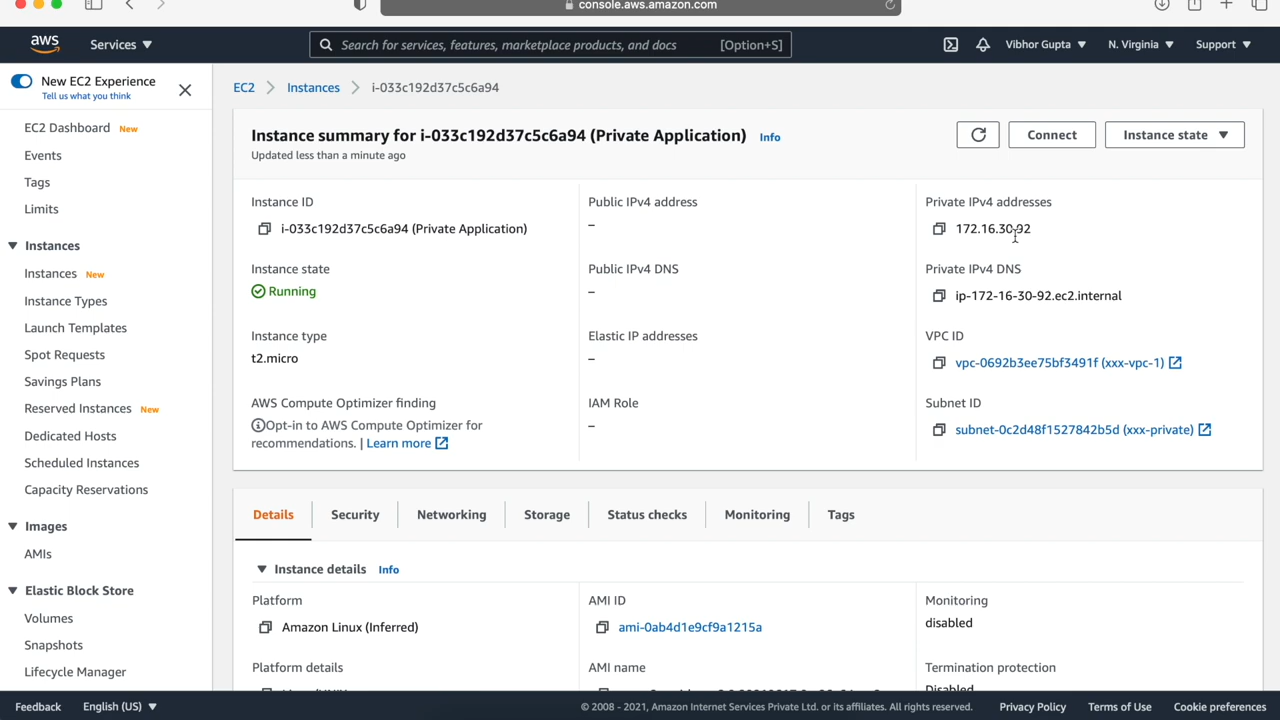 console.aws.amazon.com
aws
Services
Search for services, features, marketplace products, and docs
[Option+S]
Vibhor Gupta
N. Virginia
Support
New EC2 Experience
Tell us what you think
EC2 Dashboard New
Events
Tags
Limits
Instances
Instances New
Instance Types
Launch Templates
Spot Requests
Savings Plans
Reserved Instances New
Dedicated Hosts
Scheduled Instances
Capacity Reservations
Images
AMIs
Elastic Block Store
Volumes
Snapshots
Lifecycle Manager
EC2 > Instances > i-033c192d37c5c6a94
Instance summary for i-033c192d37c5c6a94 (Private Application) Info
Updated less than a minute ago
Connect
Instance state
Instance ID
i-033c192d37c5c6a94 (Private Application)
Public IPv4 address
–
Private IPv4 addresses
172.16.30.92
Instance state
Running
Public IPv4 DNS
–
Private IPv4 DNS
ip-172-16-30-92.ec2.internal
Instance type
t2.micro
Elastic IP addresses
–
VPC ID
vpc-0692b3ee75bf3491f (xxx-vpc-1)
AWS Compute Optimizer finding
Opt-in to AWS Compute Optimizer for
recommendations. | Learn more
IAM Role
–
Subnet ID
subnet-0c2d48f1527842b5d (xxx-private)
Details
Security
Networking
Storage
Status checks
Monitoring
Tags
Instance details Info
Platform
Amazon Linux (Inferred)
AMI ID
ami-0ab4d1e9cf9a1215a
Monitoring
disabled
Platform details
AMI name
Termination protection
Disabled
Feedback
English (US)
© 2008 - 2021, Amazon Internet Services Private Ltd. or its affiliates. All rights reserved.
Privacy Policy
Terms of Use
Cookie preferences